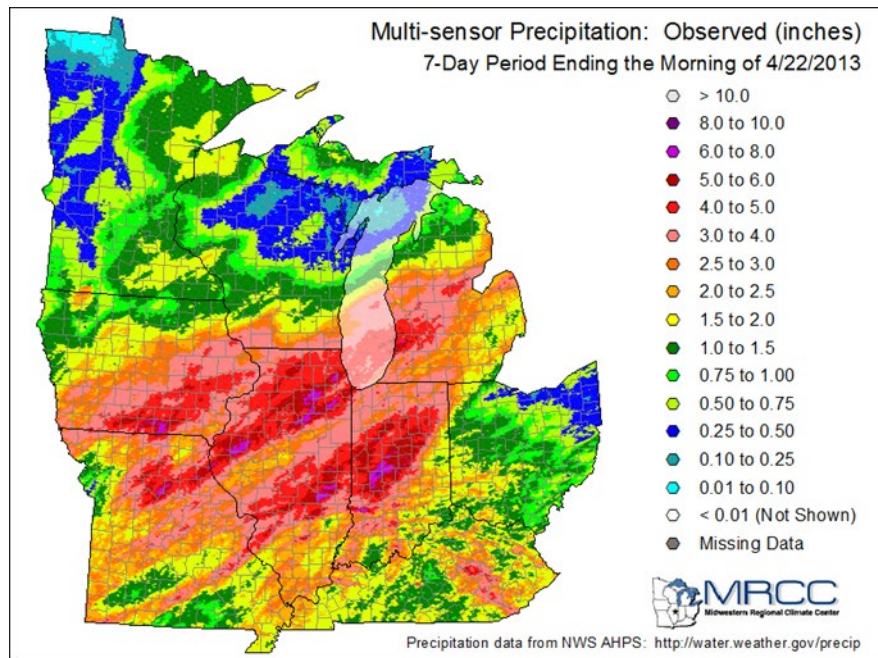 Multi-sensor Precipitation: Observed (inches)
7-Day Period Ending the Morning of 4/22/2013
> 10.0
8.0 to 10.0
6.0 to 8.0
5.0 to 6.0
4.0 to 5.0
3.0 to 4.0
2.5 to 3.0
2.0 to 2.5
1.5 to 2.0
1.0 to 1.5
0.75 to 1.00
0.50 to 0.75
0.25 to 0.50
0.10 to 0.25
0.01 to 0.10
< 0.01 (Not Shown)
Missing Data
MRCC
Midwestern Regional Climate Center
Precipitation data from NWS AHPS: http://water.weather.gov/precip